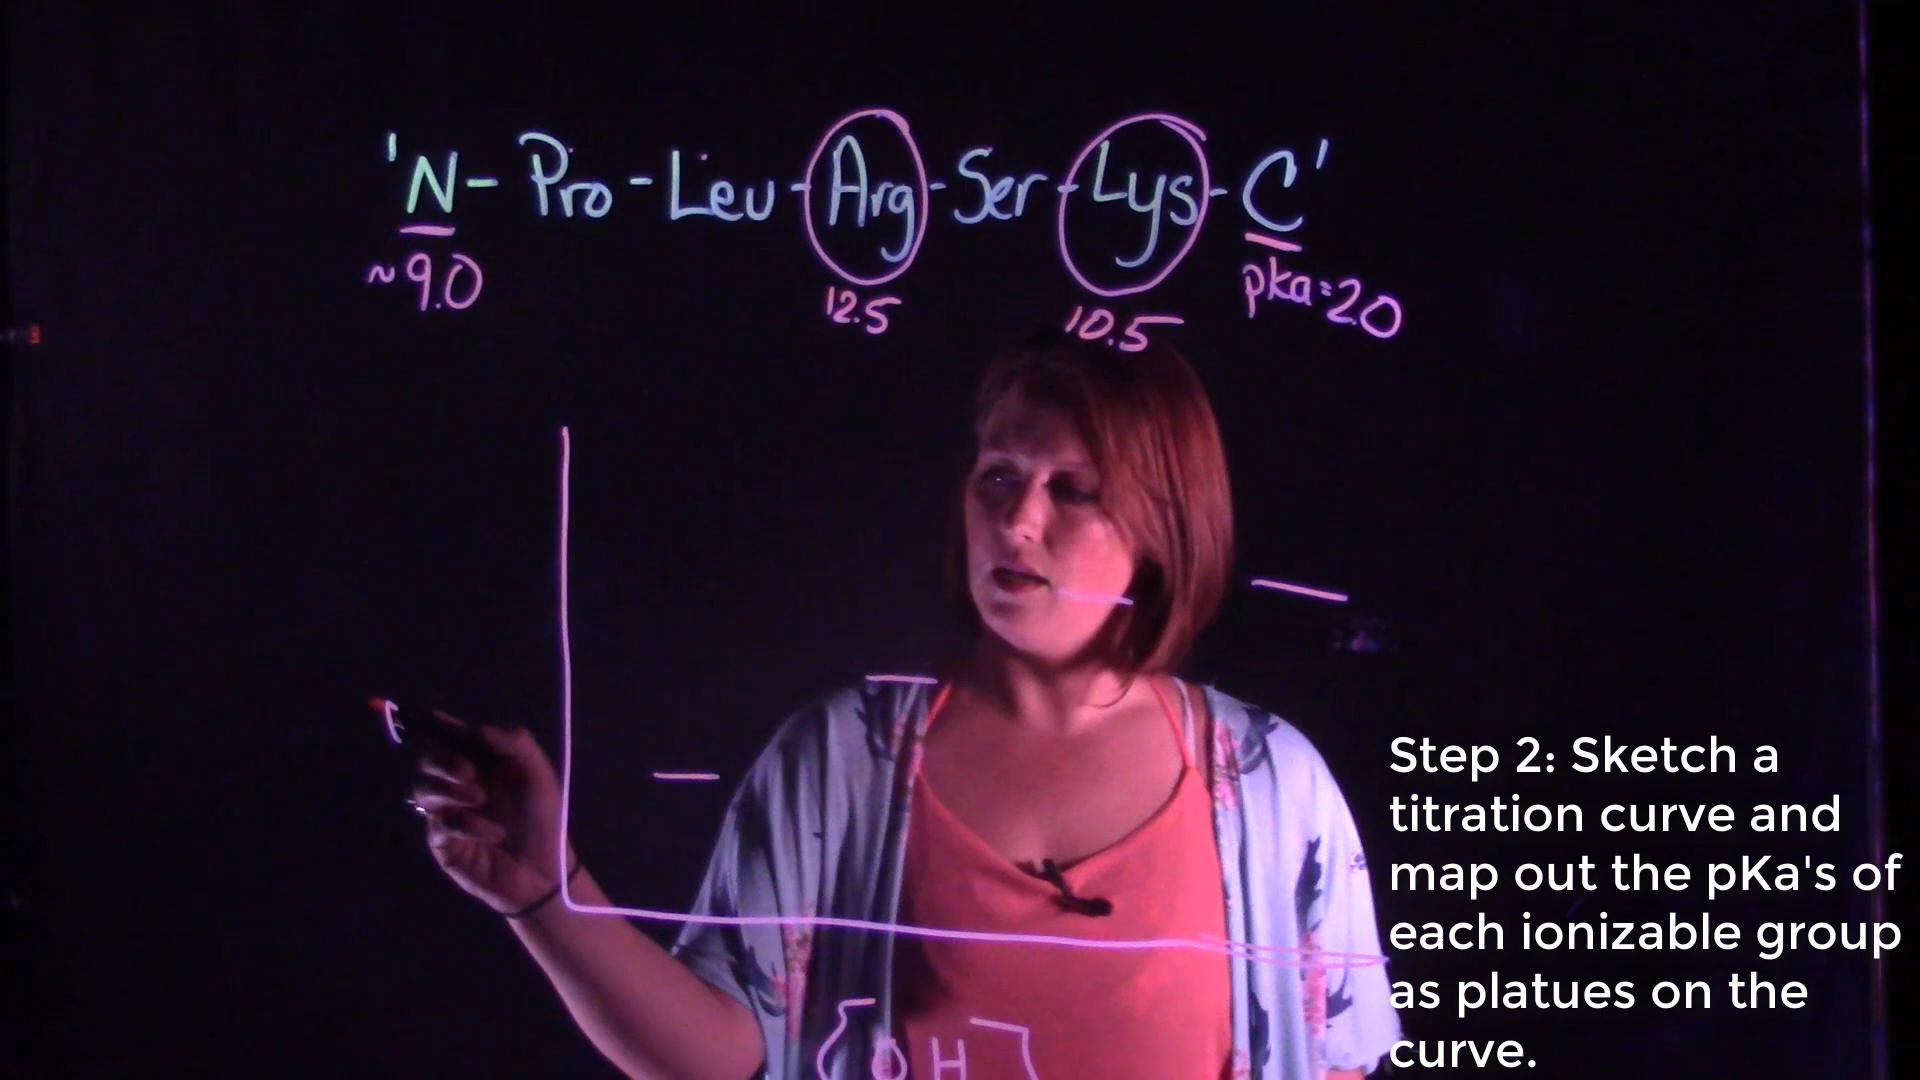 'N-Pro-Leu-Arg-Ser-Lys-C'
~9.0 12.5 10.5 pka=2.0
[OH]
Step 2: Sketch a
titration curve and
map out the pKa's of
each ionizable group
as platues on the
curve.